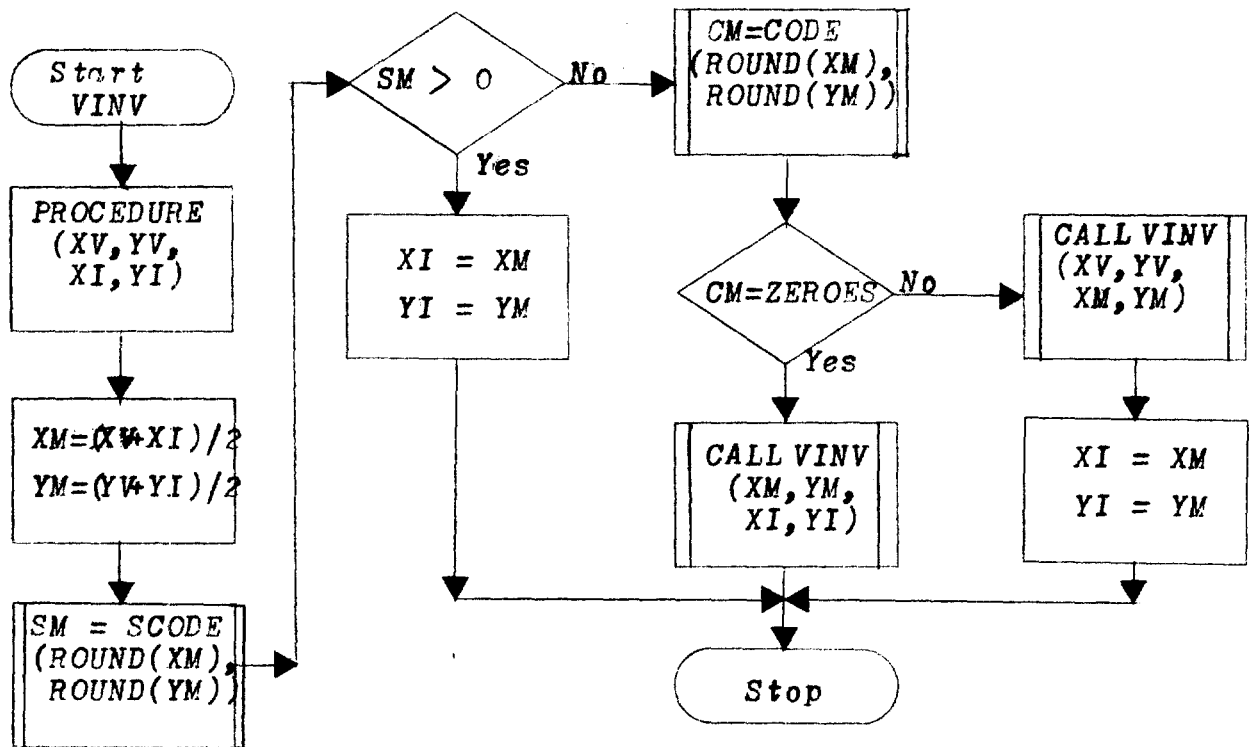 Start
VINV
PROCEDURE
(XV,YV,
XI,YI)
XM=(XV+XI)/2
YM=(YV+YI)/2
SM = SCODE
(ROUND(XM),
ROUND(YM))
SM > 0
No
Yes
XI = XM
YI = YM
CM=CODE
(ROUND(XM),
ROUND(YM))
CM=ZEROES
No
Yes
CALL VINV
(XM,YM,
XI,YI)
CALL VINV
(XV,YV,
XM,YM)
XI = XM
YI = YM
Stop